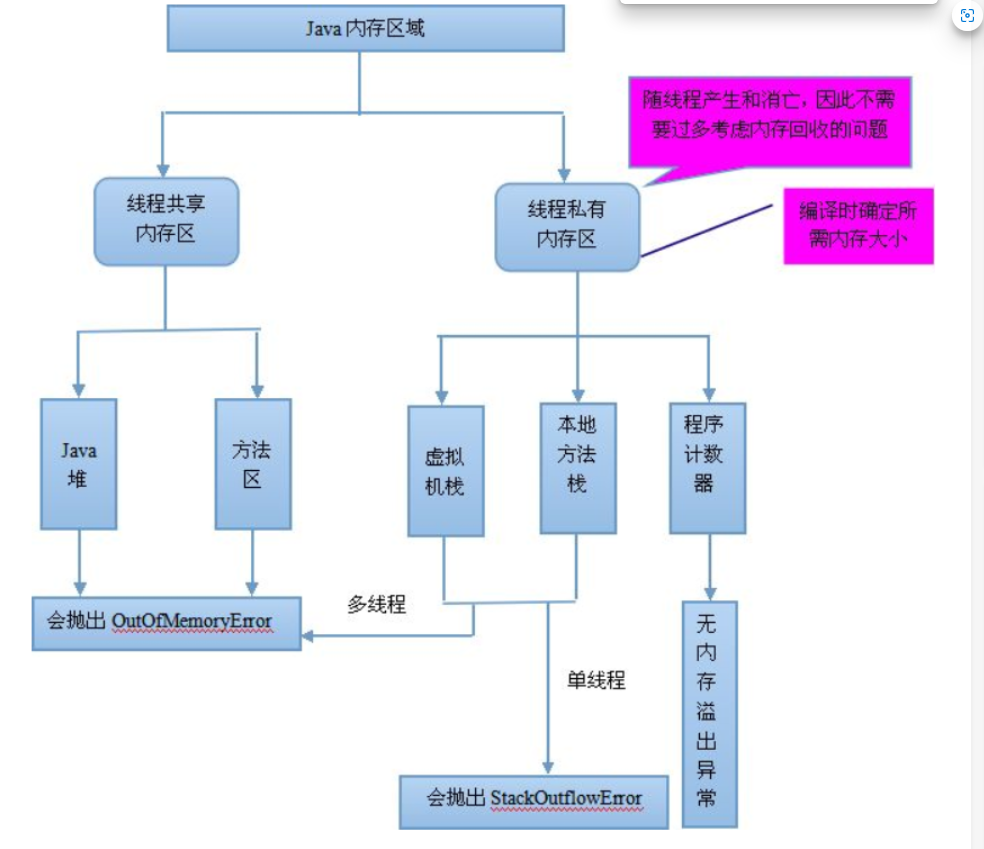 Java 内存区域
随线程产生和消亡，因此不需
要过多考虑内存回收的问题
线程共享
内存区
线程私有
内存区
编译时确定所
需内存大小
Java
堆
方法
区
虚拟
机栈
本地
方法
栈
程序
计数
器
会抛出 OutOfMemoryError
多线程
单线程
无
内
存
溢
出
异
常
会抛出 StackOutflowError